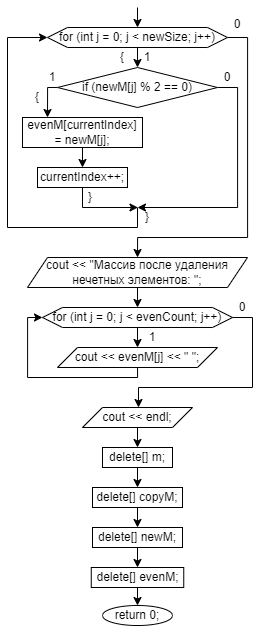 0
for (int j = 0; j < newSize; j++)
{ 1
1 0
if (newM[j] % 2 == 0)
{
evenM[currentIndex]
= newM[j];
currentIndex++;
}
}
cout << "Массив после удаления
нечетных элементов: ";
0
for (int j = 0; j < evenCount; j++)
1
cout << evenM[j] << " ";
cout << endl;
delete[] m;
delete[] copyM;
delete[] newM;
delete[] evenM;
return 0;